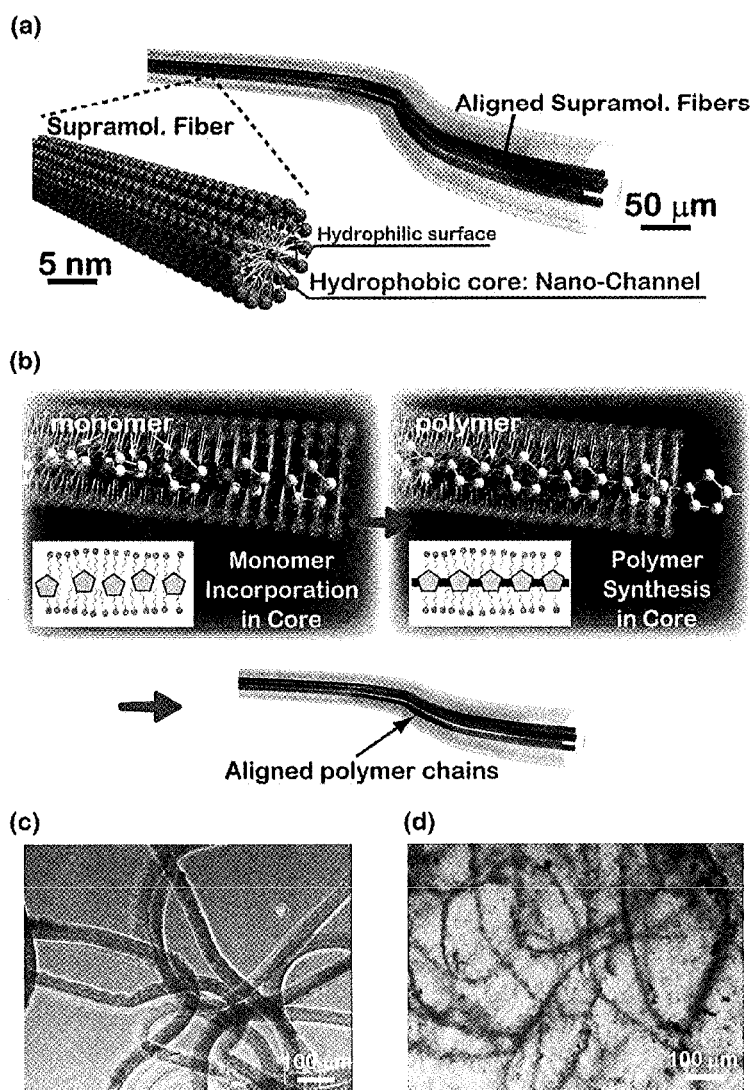 (a)
Aligned Supramol. Fibers
Supramol. Fiber
50 μm
Hydrophilic surface
5 nm
Hydrophobic core: Nano-Channel
(b)
monomer
polymer
Monomer
Incorporation
in Core
Polymer
Synthesis
in Core
Aligned polymer chains
(c)
(d)
100 μm
100 μm